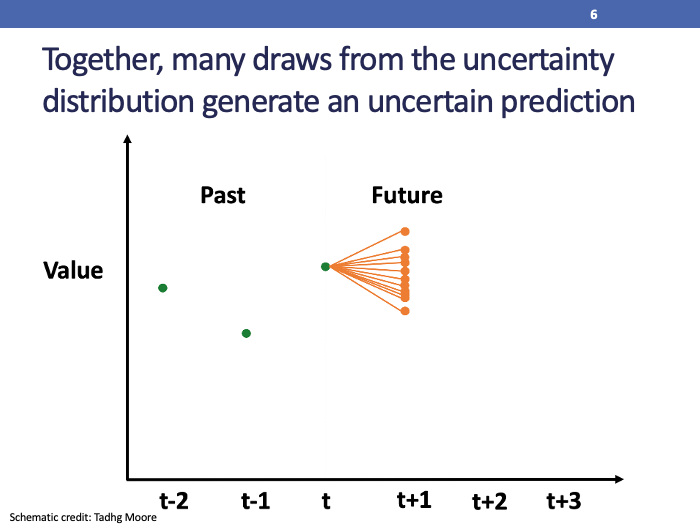 6
Together, many draws from the uncertainty
distribution generate an uncertain prediction
Past
Future
Value
t-2
t-1
t
t+1
t+2
t+3
Schematic credit: Tadhg Moore